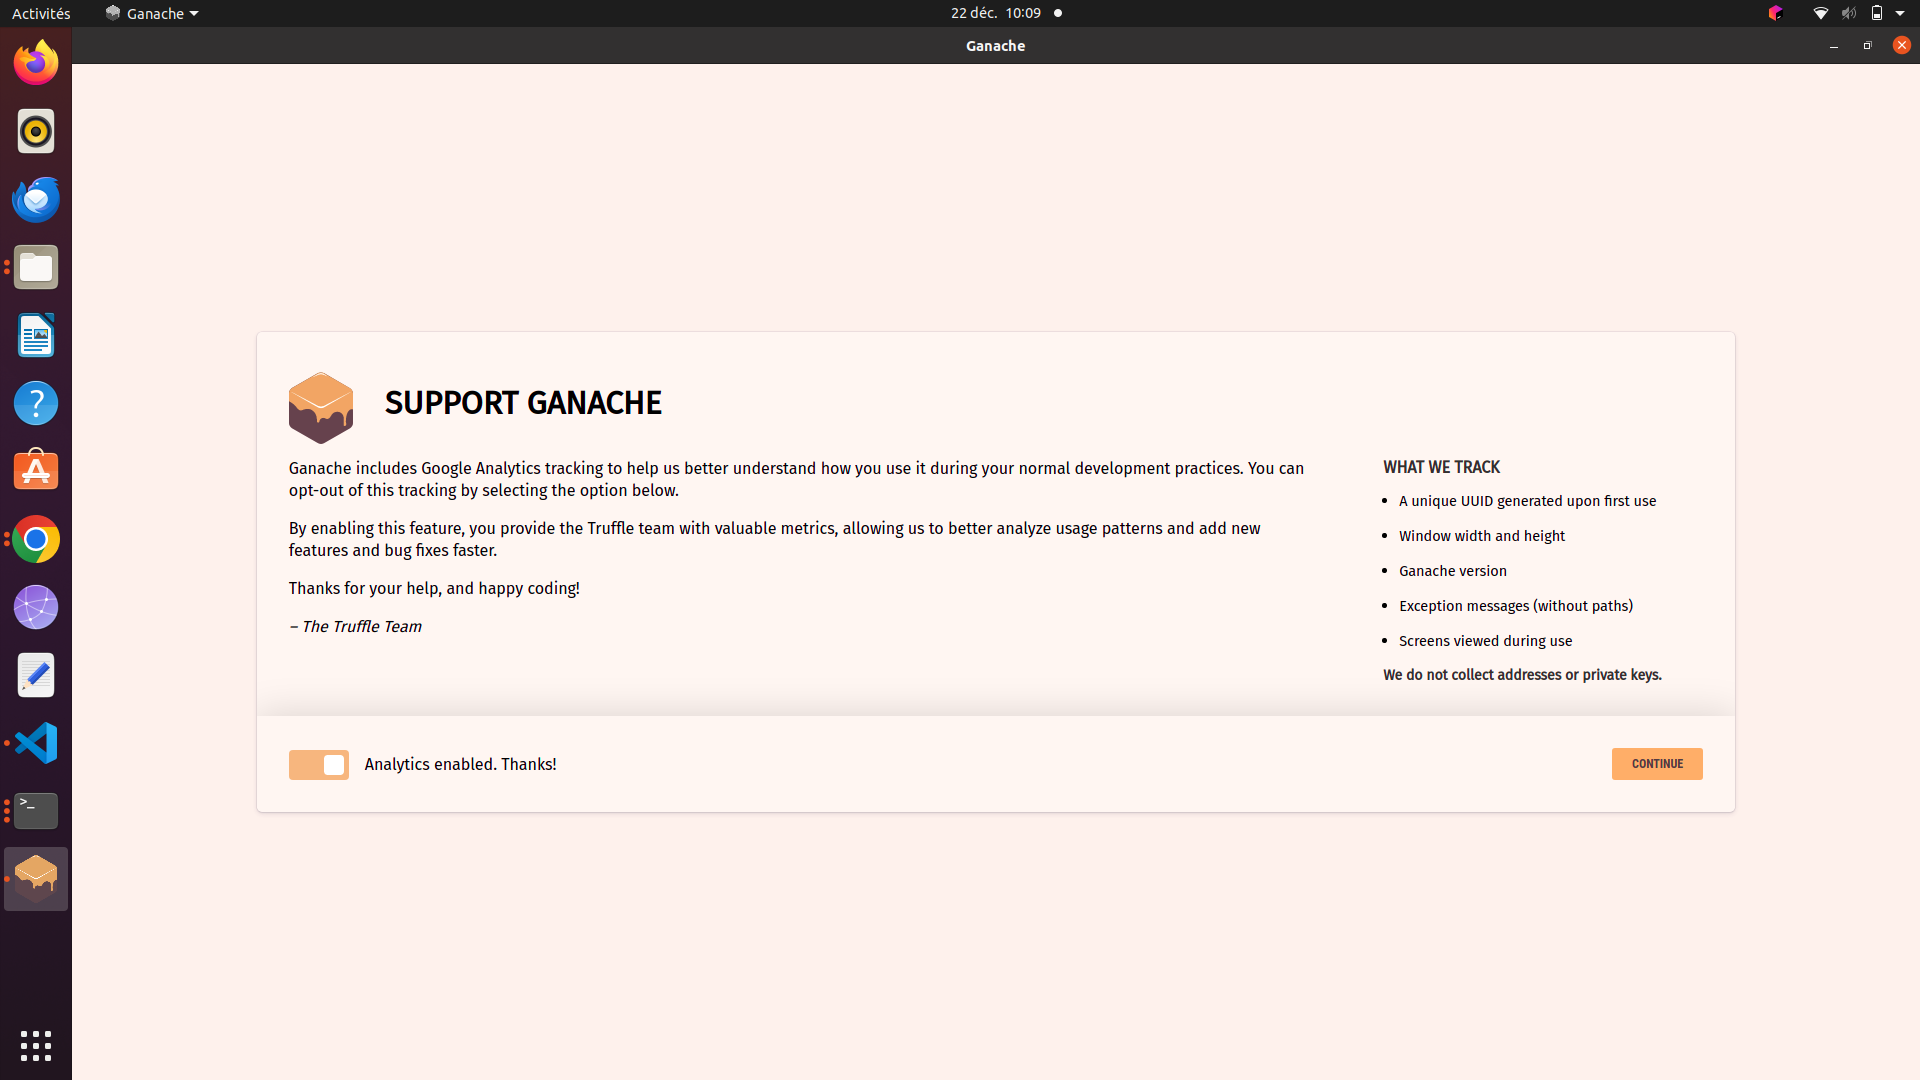 Activités
Ganache
22 déc. 10:09
Ganache
SUPPORT GANACHE
Ganache includes Google Analytics tracking to help us better understand how you use it during your normal development practices. You can
opt-out of this tracking by selecting the option below.
By enabling this feature, you provide the Truffle team with valuable metrics, allowing us to better analyze usage patterns and add new
features and bug fixes faster.
Thanks for your help, and happy coding!
– The Truffle Team
WHAT WE TRACK
• A unique UUID generated upon first use
• Window width and height
• Ganache version
• Exception messages (without paths)
• Screens viewed during use
We do not collect addresses or private keys.
Analytics enabled. Thanks!
CONTINUE